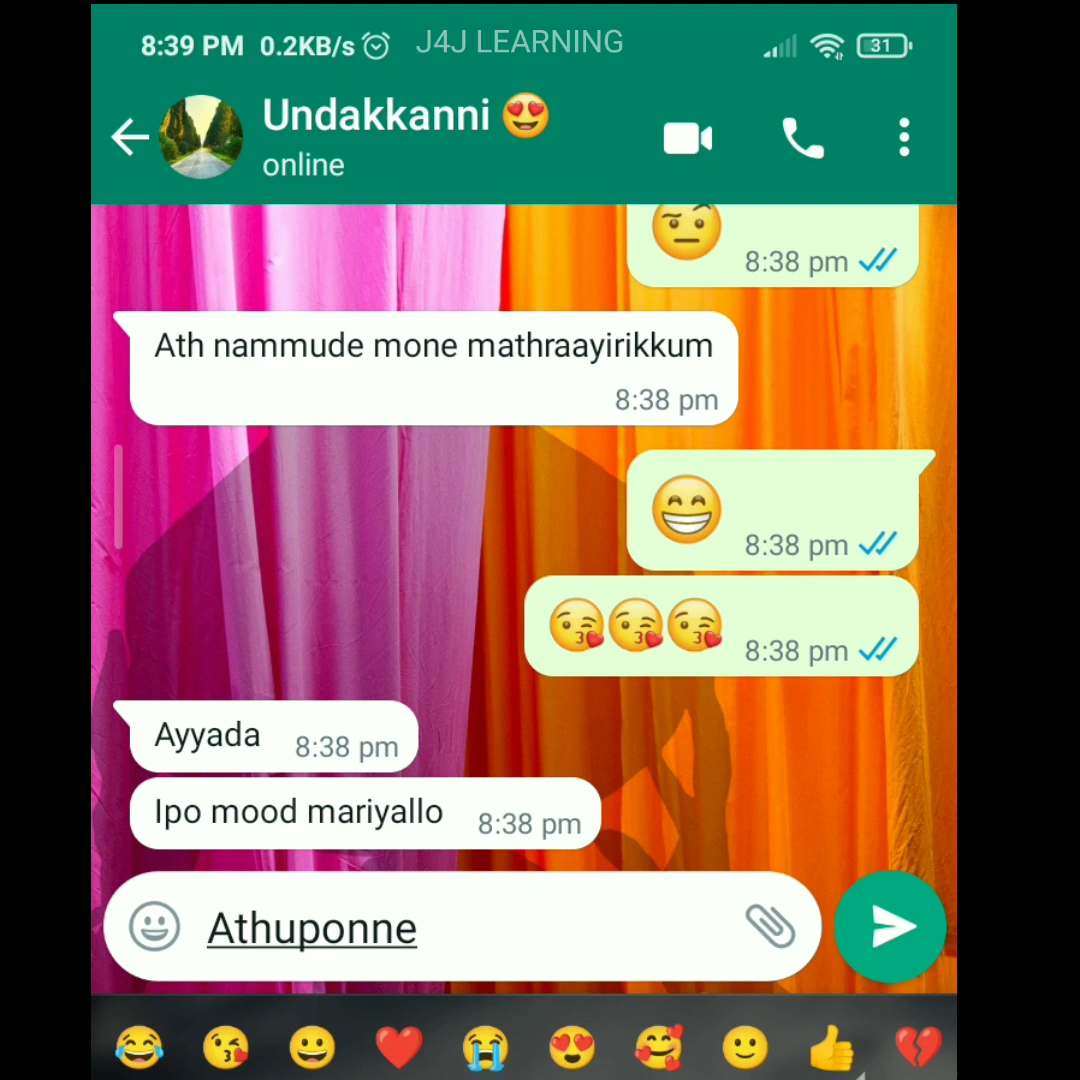 8:39 PM 0.2KB/s J4J LEARNING 31
Undakkanni 😍
online
🤨 8:38 pm
Ath nammude mone mathraayirikkum
8:38 pm
😁 8:38 pm
😘😘😘 8:38 pm
Ayyada 8:38 pm
Ipo mood mariyallo 8:38 pm
Athuponne
😂 😘 😀 ❤️ 😭 😍 🥰 🙂 👍 💔